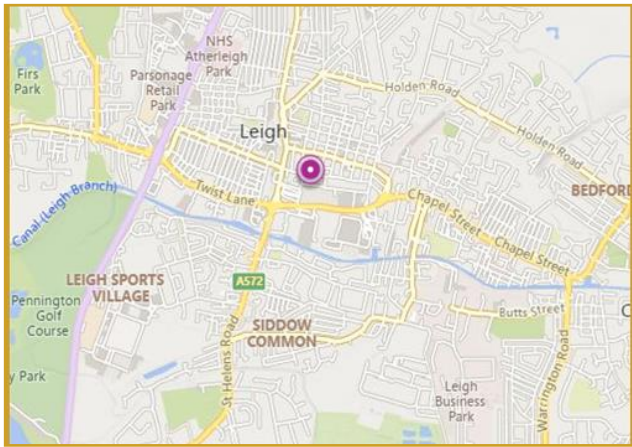 NHS
Atherleigh
Park
Firs
Park
Parsonage
Retail
Park
Holden Road
Leigh
Holden Road
Twist Lane
Chapel Street
BEDFORD
Canal (Leigh Branch)
Chapel Street
LEIGH SPORTS
VILLAGE
A572
Pennington
Golf
Course
Butts Street
SIDDOW
COMMON
St Helens Road
Warrington Road
y Park
Leigh
Business
Park
C